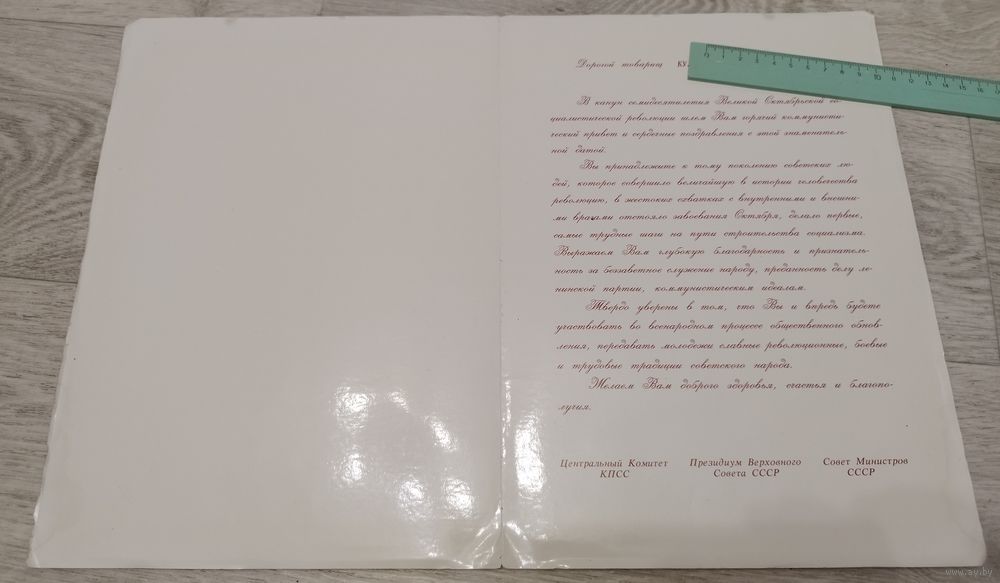 Дорогой товарищ КУ
В канун семидесятилетия Великой Октябрьской со-
циалистической революции шлем Вам горячий коммунисти-
ческий привет и сердечные поздравления с этой знаменатель-
ной датой.
Вы принадлежите к тому поколению советских лю-
дей, которое совершило величайшую в истории человечества
революцию, в жестоких схватках с внутренними и внешни-
ми врагами отстояло завоевания Октября, делало первые,
самые трудные шаги на пути строительства социализма.
Выражаем Вам глубокую благодарность и признатель-
ность за беззаветное служение народу, преданность делу ле-
нинской партии, коммунистическим идеалам.
Твердо уверены в том, что Вы и впредь будете
участвовать во всенародном процессе общественного обнов-
ления, передавать молодежи славные революционные, боевые
и трудовые традиции советского народа.
Желаем Вам доброго здоровья, счастья и благопо-
лучия.
Центральный Комитет КПСС
Президиум Верховного Совета СССР
Совет Министров СССР
www.ay.by